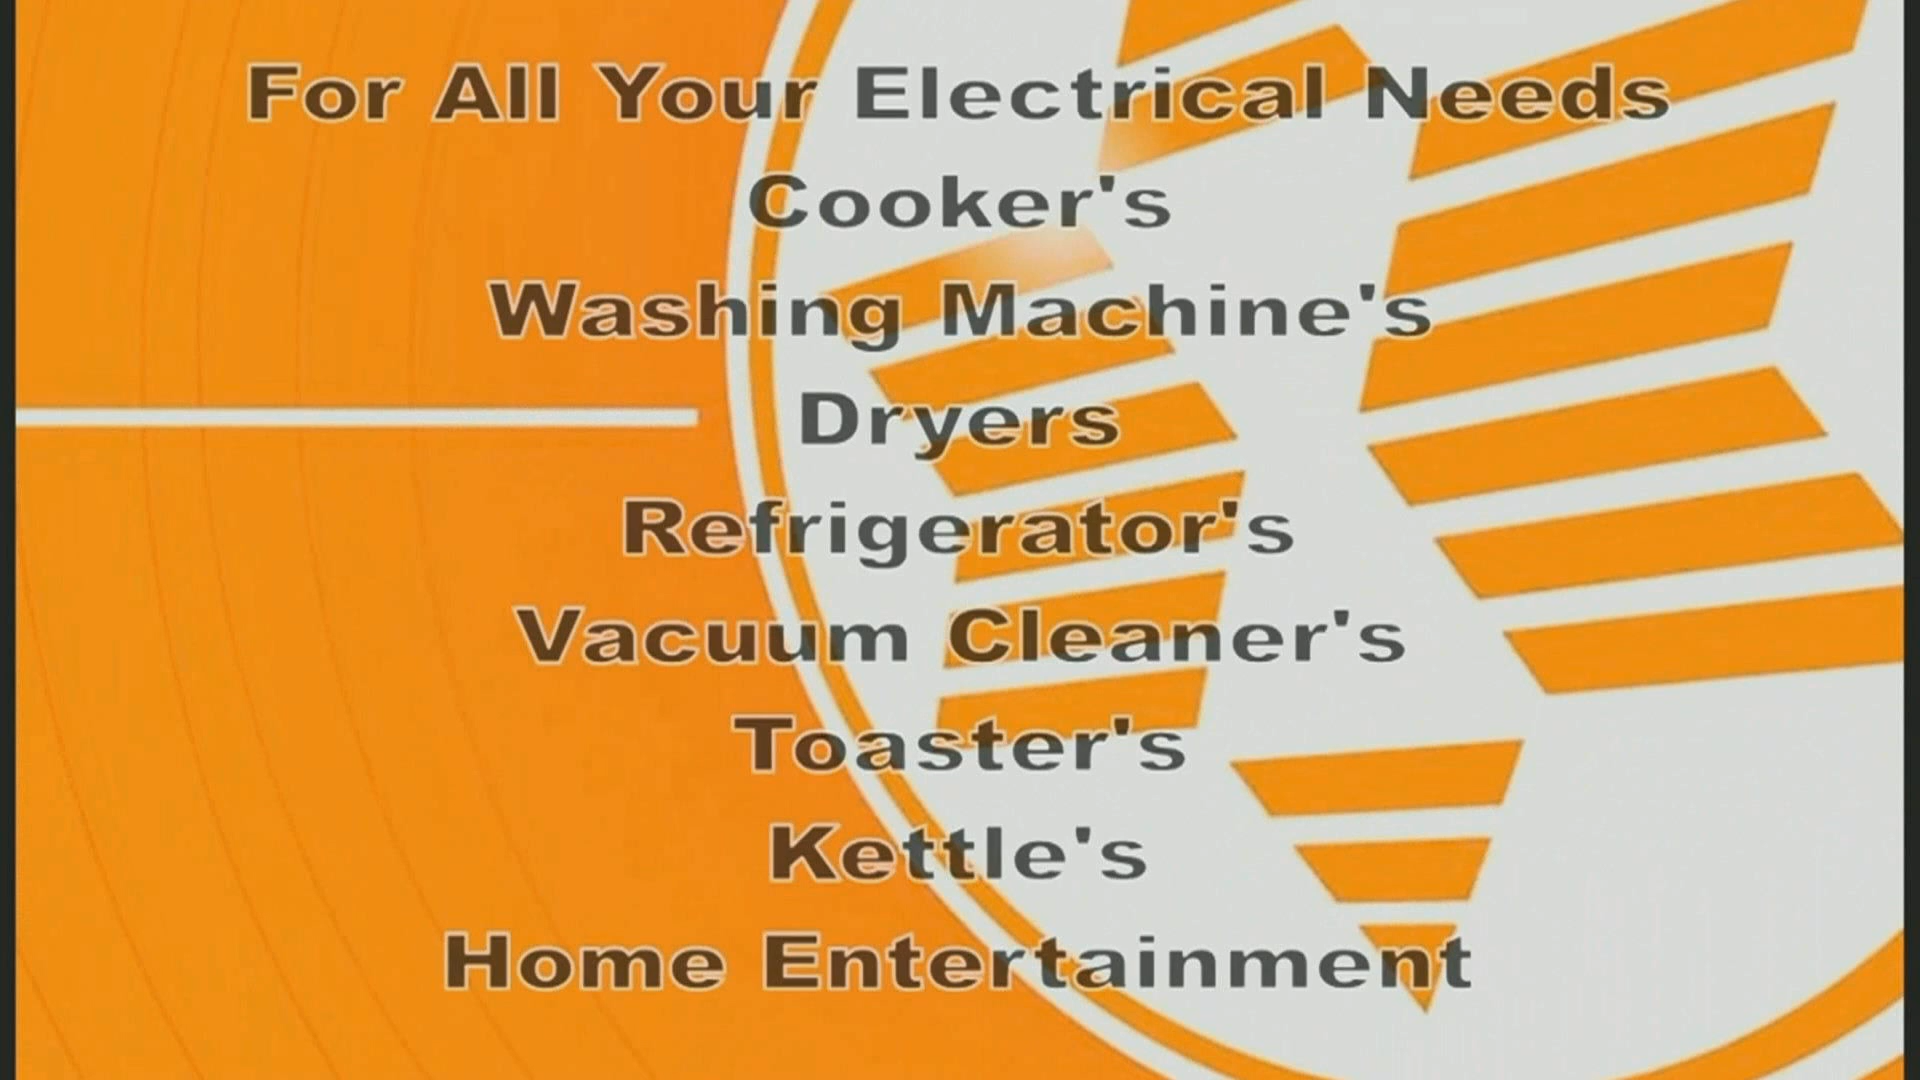 For All Your Electrical Needs
Cooker's
Washing Machine's
Dryers
Refrigerator's
Vacuum Cleaner's
Toaster's
Kettle's
Home Entertainment